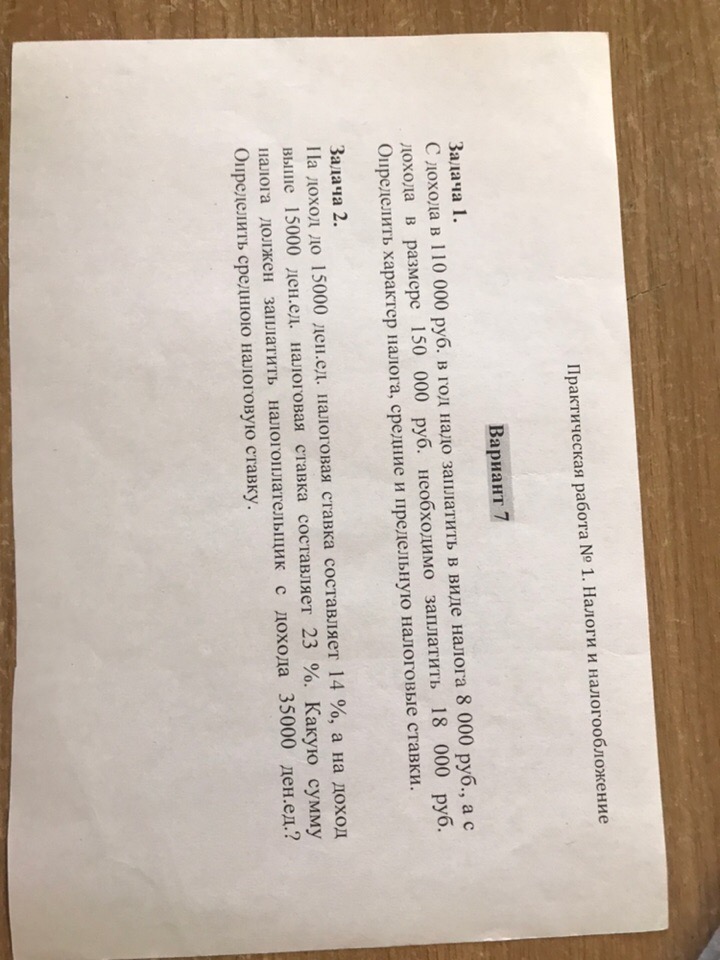 Практическая работа № 1. Налоги и налогообложение
Вариант 7
Задача 1.
С дохода в 110 000 руб. в год надо заплатить в виде налога 8 000 руб., а с
дохода в размере 150 000 руб. необходимо заплатить 18 000 руб.
Определить характер налога, средние и предельную налоговые ставки.
Задача 2.
На доход до 15000 ден.ед. налоговая ставка составляет 14 %, а на доход
выше 15000 ден.ед. налоговая ставка составляет 23 %. Какую сумму
налога должен заплатить налогоплательщик с дохода 35000 ден.ед.?
Определить среднюю налоговую ставку.